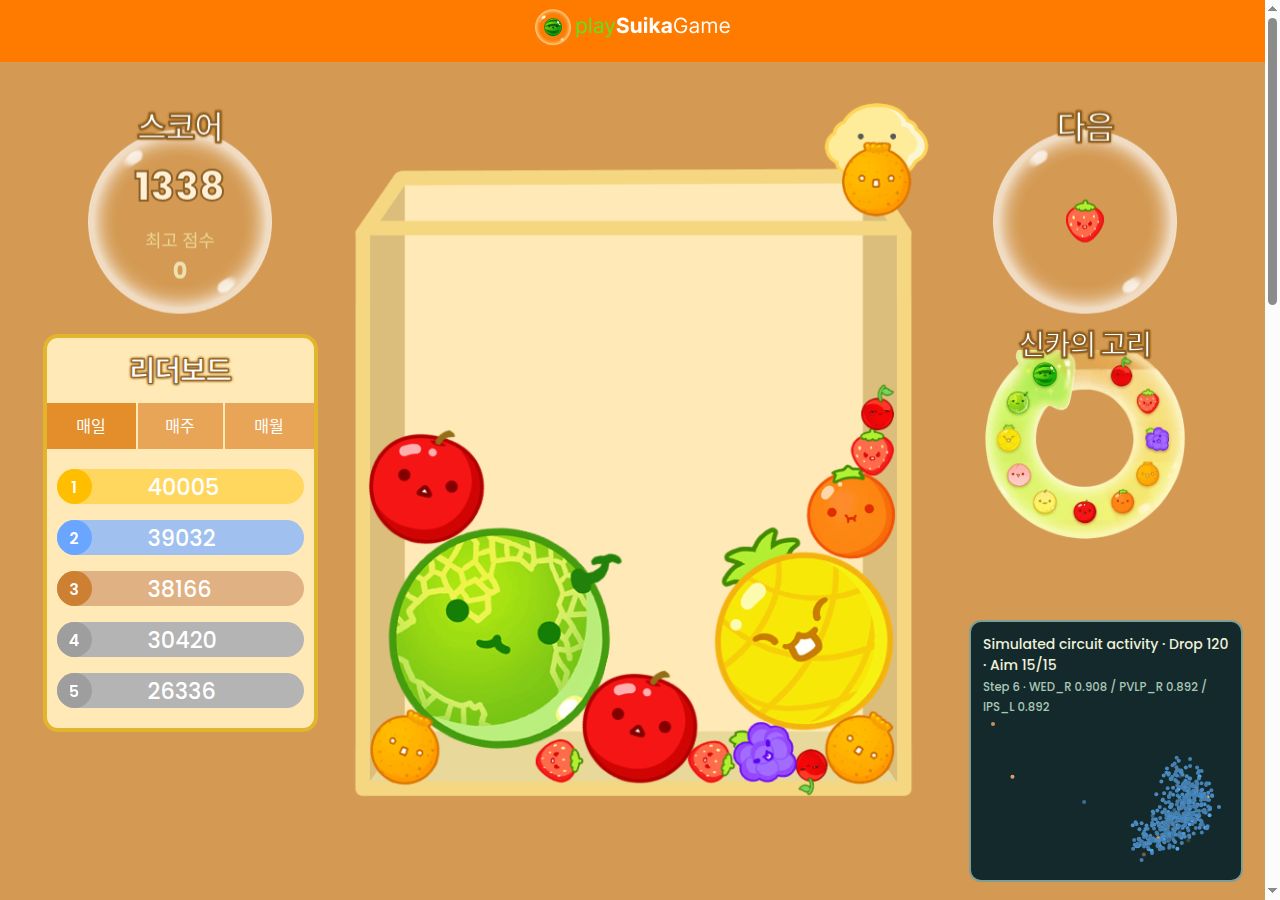 playSuikaGame
스코어
1338
최고 점수
0
다음
신카의 고리
리더보드
매일 매주 매월
1 40005
2 39032
3 38166
4 30420
5 26336
Simulated circuit activity · Drop 120
· Aim 15/15
Step 6 · WED_R 0.908 / PVLP_R 0.892 /
IPS_L 0.892